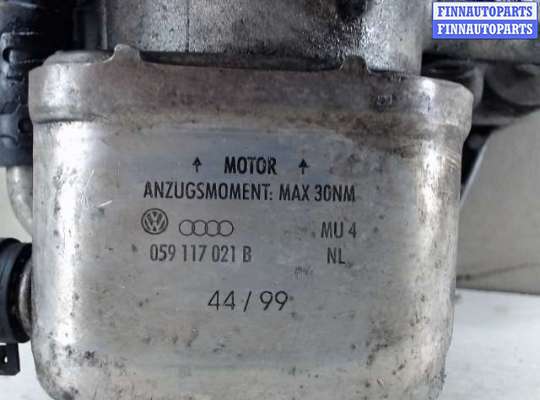 FINNAUTOPARTS
FINNAUTOPARTS
↑ MOTOR ↑
ANZUGSMOMENT: MAX 30NM
MU 4
059 117 021 B NL
44 / 99